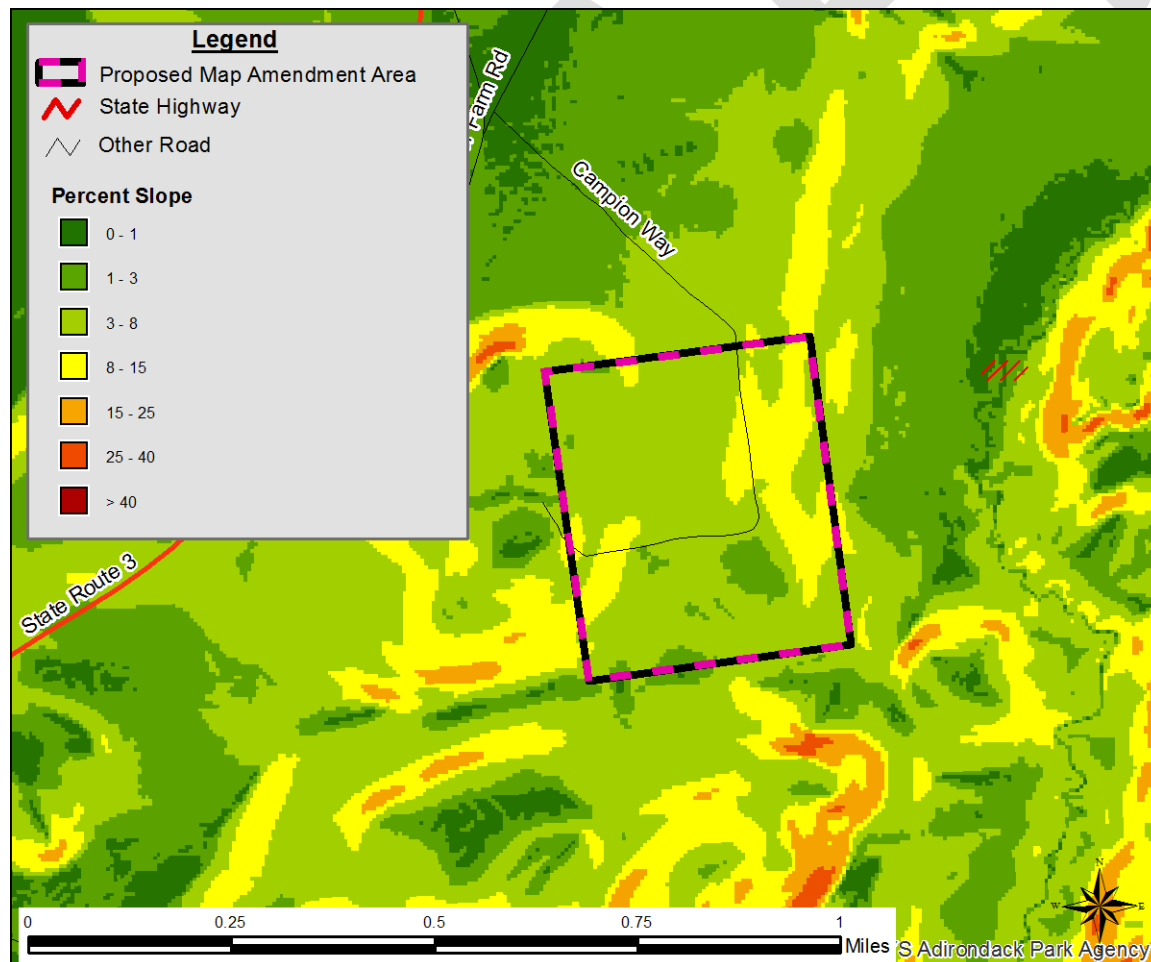 Legend
Proposed Map Amendment Area
State Highway
Other Road
Percent Slope
0 - 1
1 - 3
3 - 8
8 - 15
15 - 25
25 - 40
> 40
Farm Rd
Campion Way
State Route 3
N
W
E
0 0.25 0.5 0.75 1
Miles
S Adirondack Park Agency